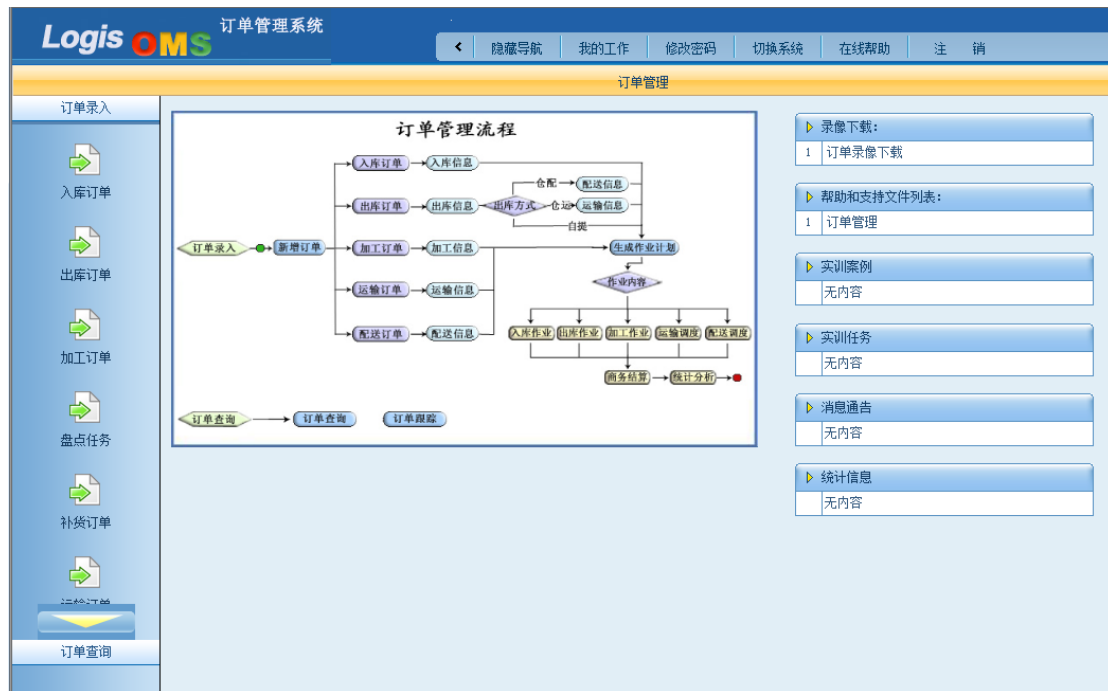 Logis OMS 订单管理系统
隐藏导航 我的工作 修改密码 切换系统 在线帮助 注 销
订单管理
订单录入
入库订单
出库订单
加工订单
盘点任务
补货订单
运输订单
订单查询
订单管理流程
入库订单 入库信息
仓配 配送信息
出库订单 出库信息 出库方式 仓运 运输信息
自提
订单录入 新增订单 加工订单 加工信息 生成作业计划
作业内容
运输订单 运输信息
配送订单 配送信息 入库作业 出库作业 加工作业 运输调度 配送调度
商务结算 统计分析
订单查询 订单查询 订单跟踪
录像下载:
1 订单录像下载
帮助和支持文件列表:
1 订单管理
实训案例
无内容
实训任务
无内容
消息通告
无内容
统计信息
无内容